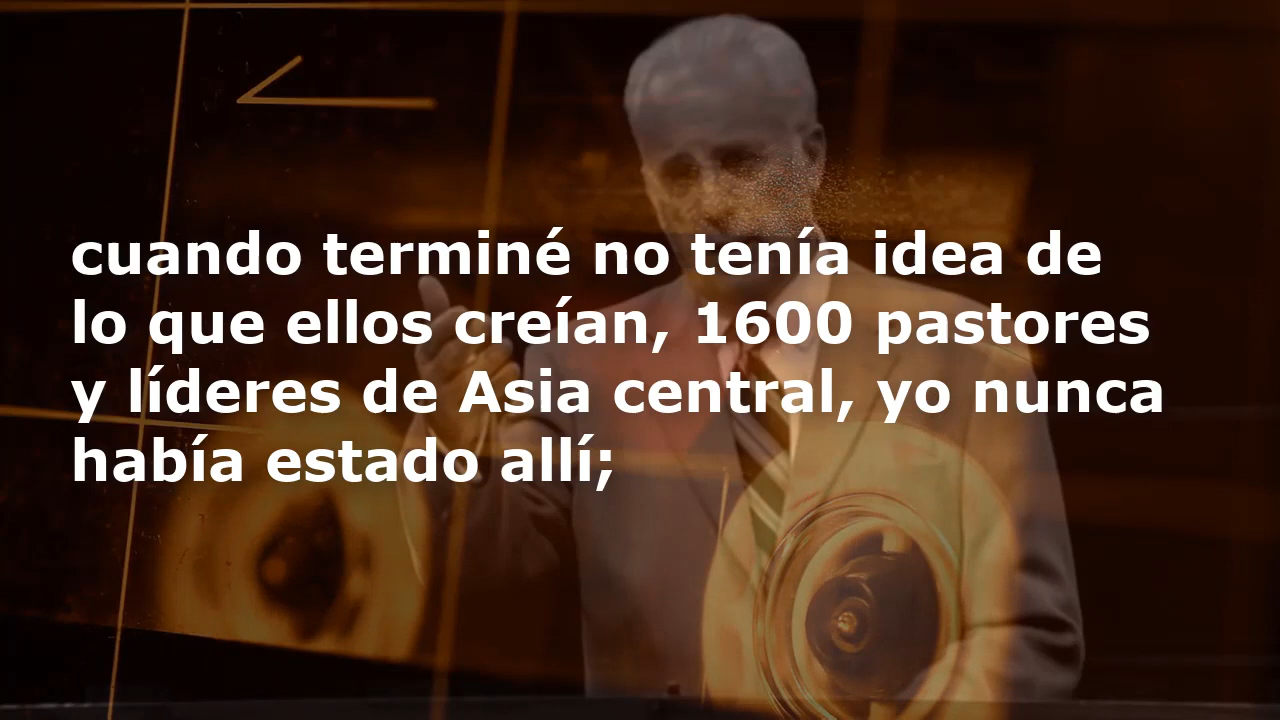 cuando terminé no tenía idea de
lo que ellos creían, 1600 pastores
y líderes de Asia central, yo nunca
había estado allí;